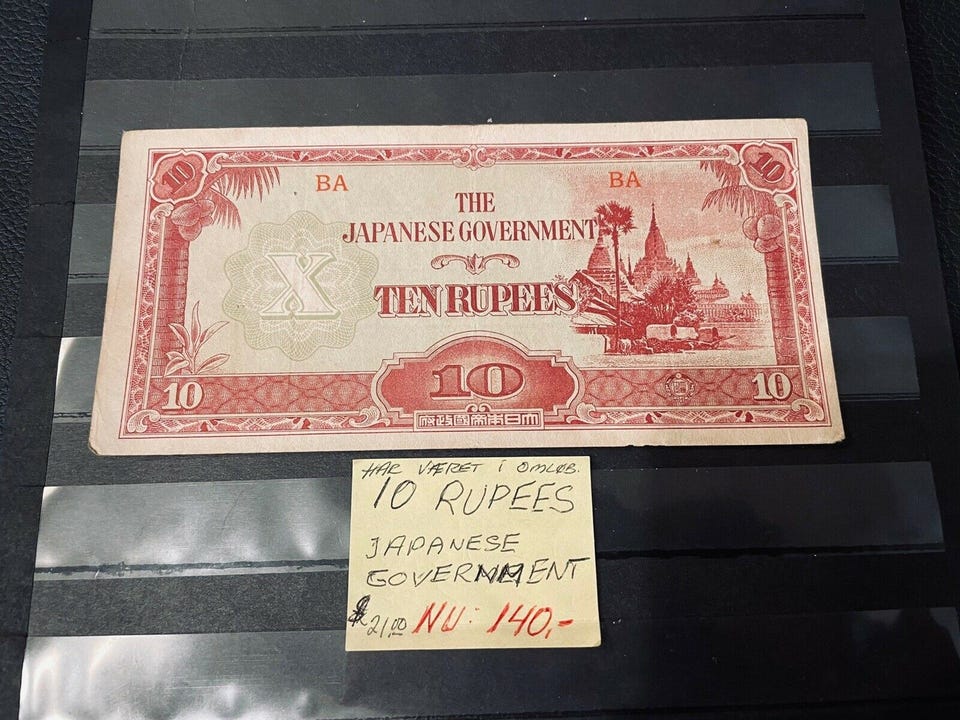 10 10
BA BA
THE
JAPANESE GOVERNMENT
X
TEN RUPEES
10 10 10
府政國帝本日大
HAR VÆRET i OMLØB.
10 RUPEES
JAPANESE
GOVERNMENT
$ 21.00 NU: 140,-